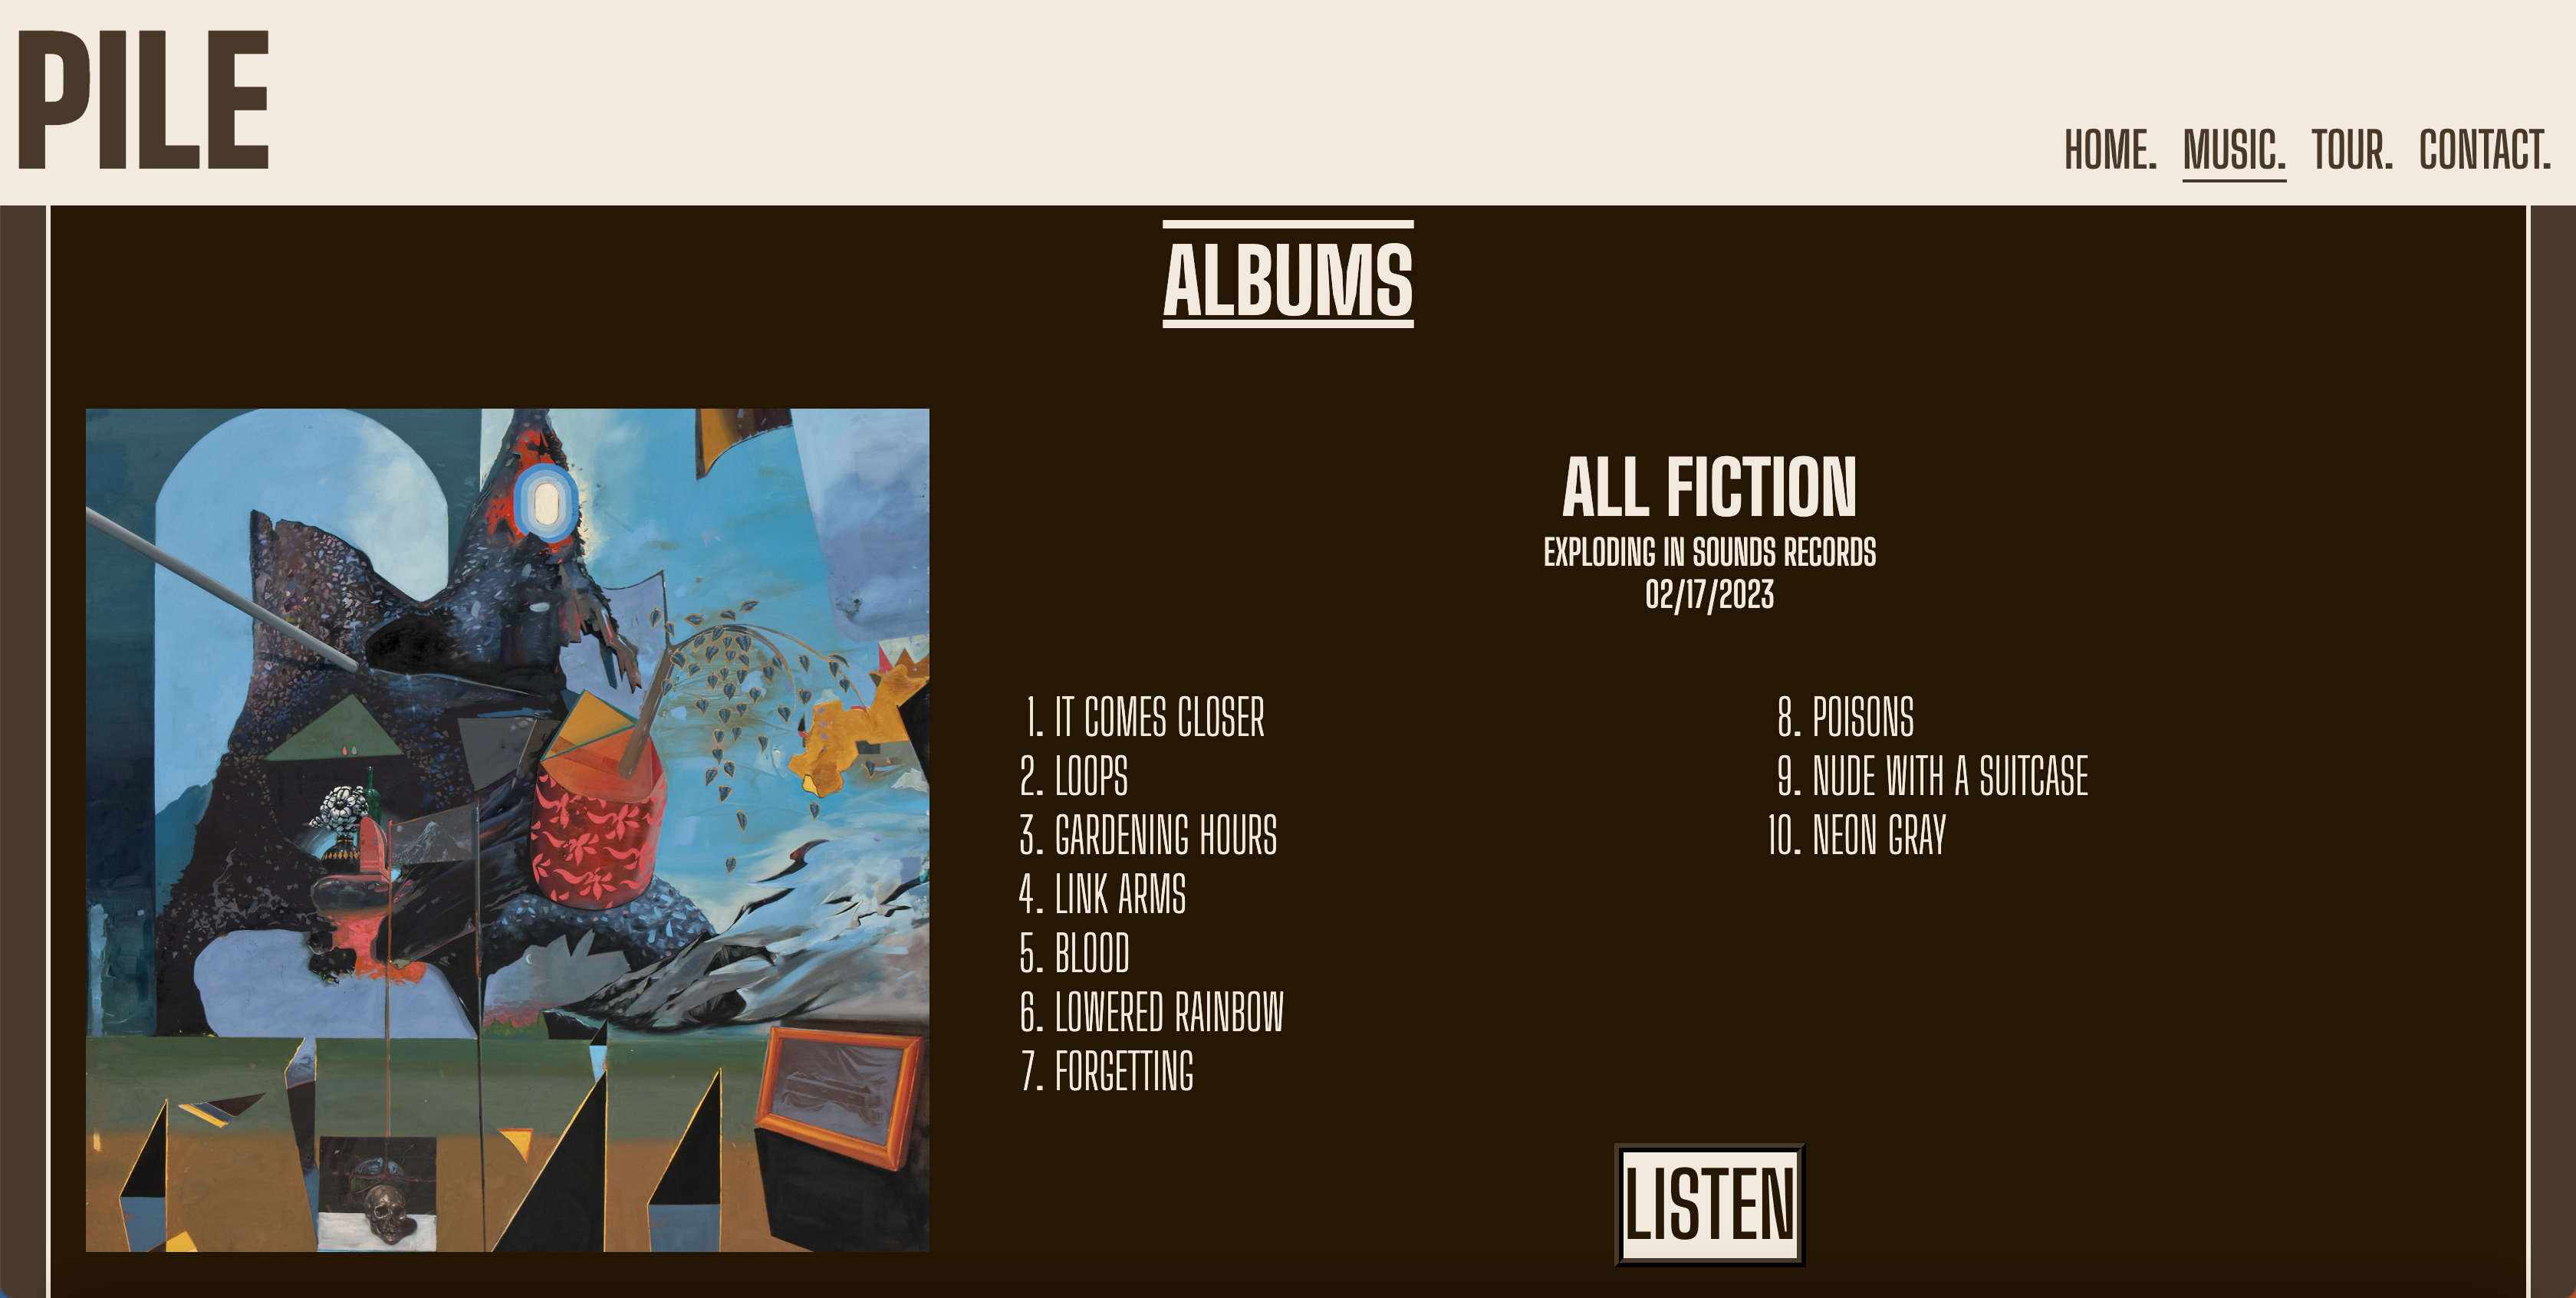 PILE
HOME. MUSIC. TOUR. CONTACT.
ALBUMS
ALL FICTION
EXPLODING IN SOUNDS RECORDS
02/17/2023
1. IT COMES CLOSER
2. LOOPS
3. GARDENING HOURS
4. LINK ARMS
5. BLOOD
6. LOWERED RAINBOW
7. FORGETTING
8. POISONS
9. NUDE WITH A SUITCASE
10. NEON GRAY
LISTEN